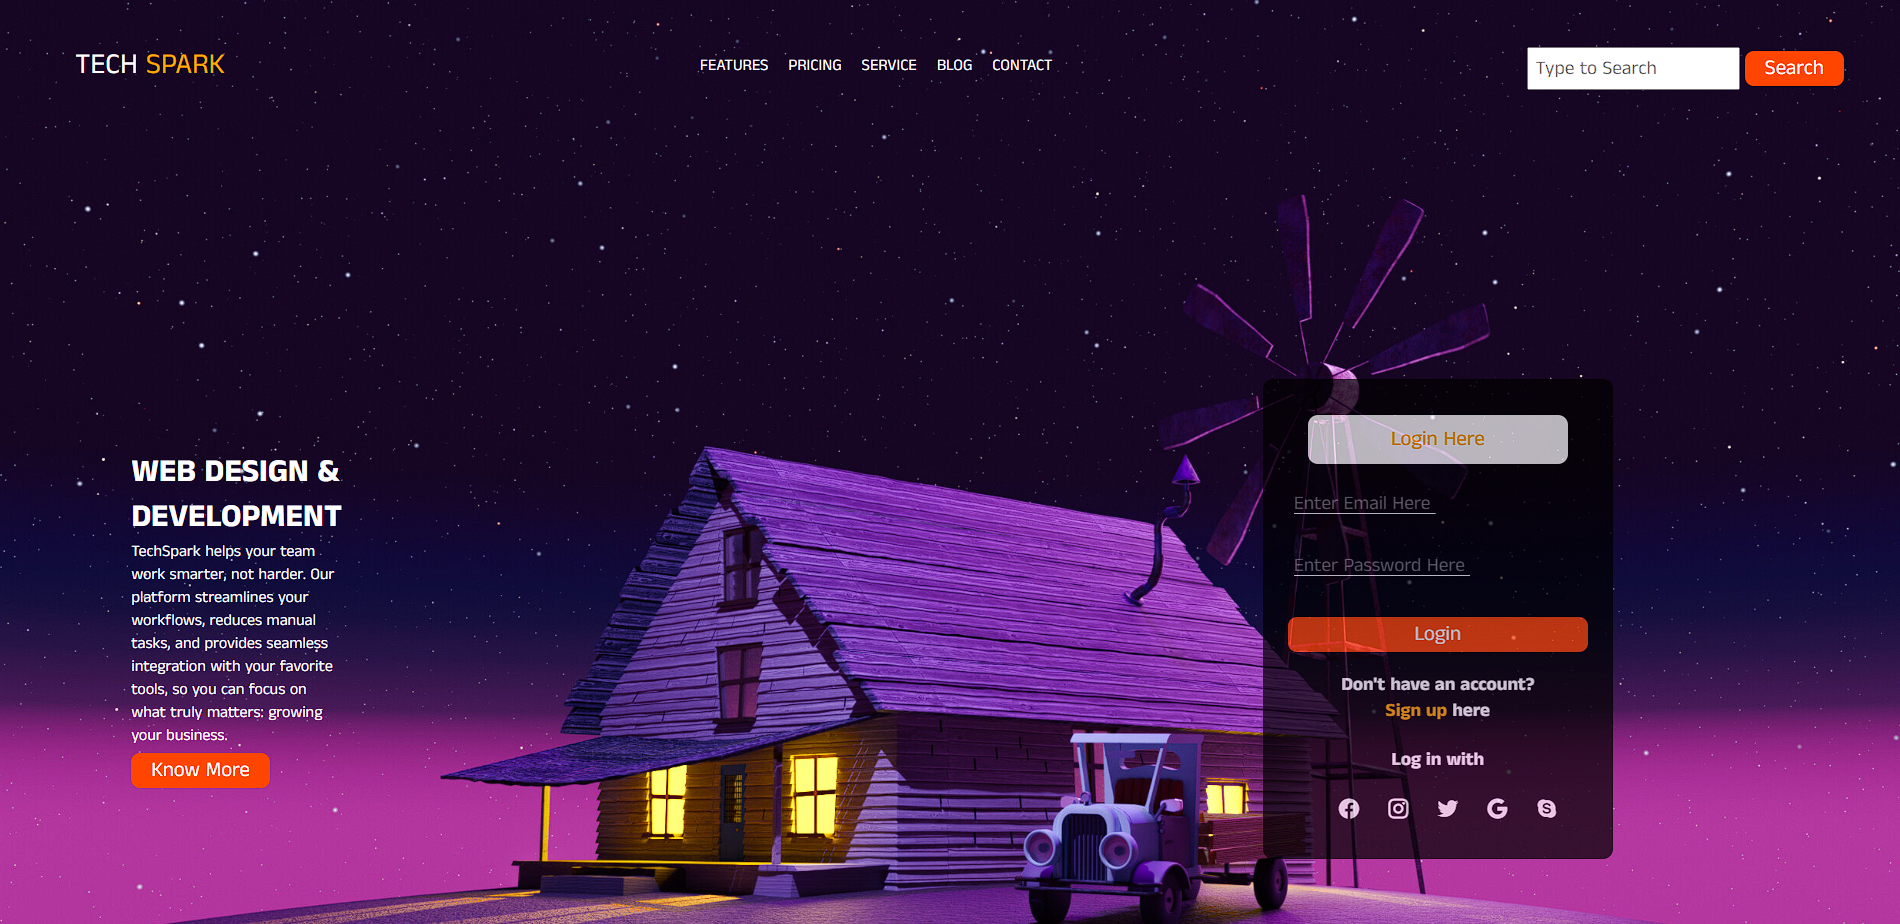 TECH SPARK
FEATURES PRICING SERVICE BLOG CONTACT
Type to Search Search
WEB DESIGN &
DEVELOPMENT
TechSpark helps your team
work smarter, not harder. Our
platform streamlines your
workflows, reduces manual
tasks, and provides seamless
integration with your favorite
tools, so you can focus on
what truly matters: growing
your business.
Know More
Login Here
Enter Email Here
Enter Password Here
Login
Don't have an account?
Sign up here
Log in with